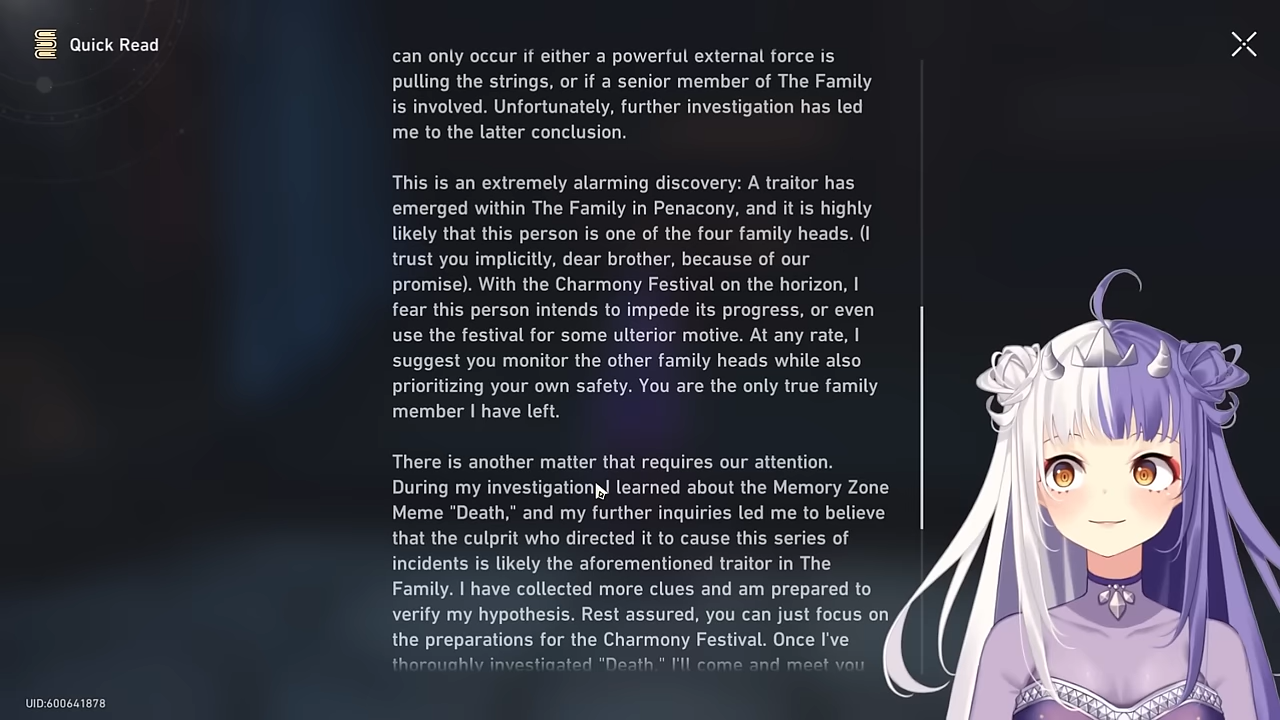 Quick Read
can only occur if either a powerful external force is
pulling the strings, or if a senior member of The Family
is involved. Unfortunately, further investigation has led
me to the latter conclusion.
This is an extremely alarming discovery: A traitor has
emerged within The Family in Penacony, and it is highly
likely that this person is one of the four family heads. (I
trust you implicitly, dear brother, because of our
promise). With the Charmony Festival on the horizon, I
fear this person intends to impede its progress, or even
use the festival for some ulterior motive. At any rate, I
suggest you monitor the other family heads while also
prioritizing your own safety. You are the only true family
member I have left.
There is another matter that requires our attention.
During my investigation, I learned about the Memory Zone
Meme "Death," and my further inquiries led me to believe
that the culprit who directed it to cause this series of
incidents is likely the aforementioned traitor in The
Family. I have collected more clues and am prepared to
verify my hypothesis. Rest assured, you can just focus on
the preparations for the Charmony Festival. Once I've
thoroughly investigated "Death," I'll come and meet you
UID:600641878